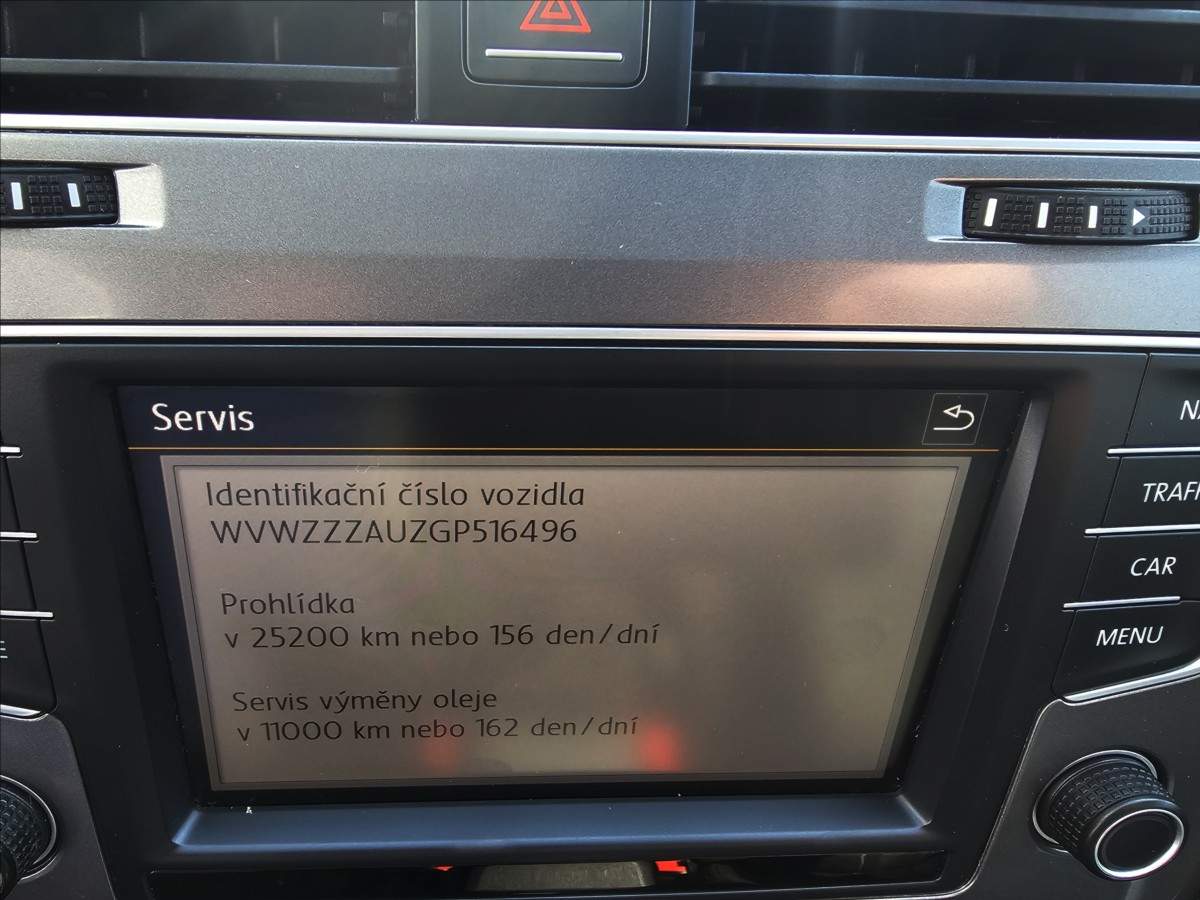 Servis
Identifikační číslo vozidla
WVWZZZAUZGP516496
Prohlídka
v 25200 km nebo 156 den/dní
Servis výměny oleje
v 11000 km nebo 162 den/dní
CAR
MENU